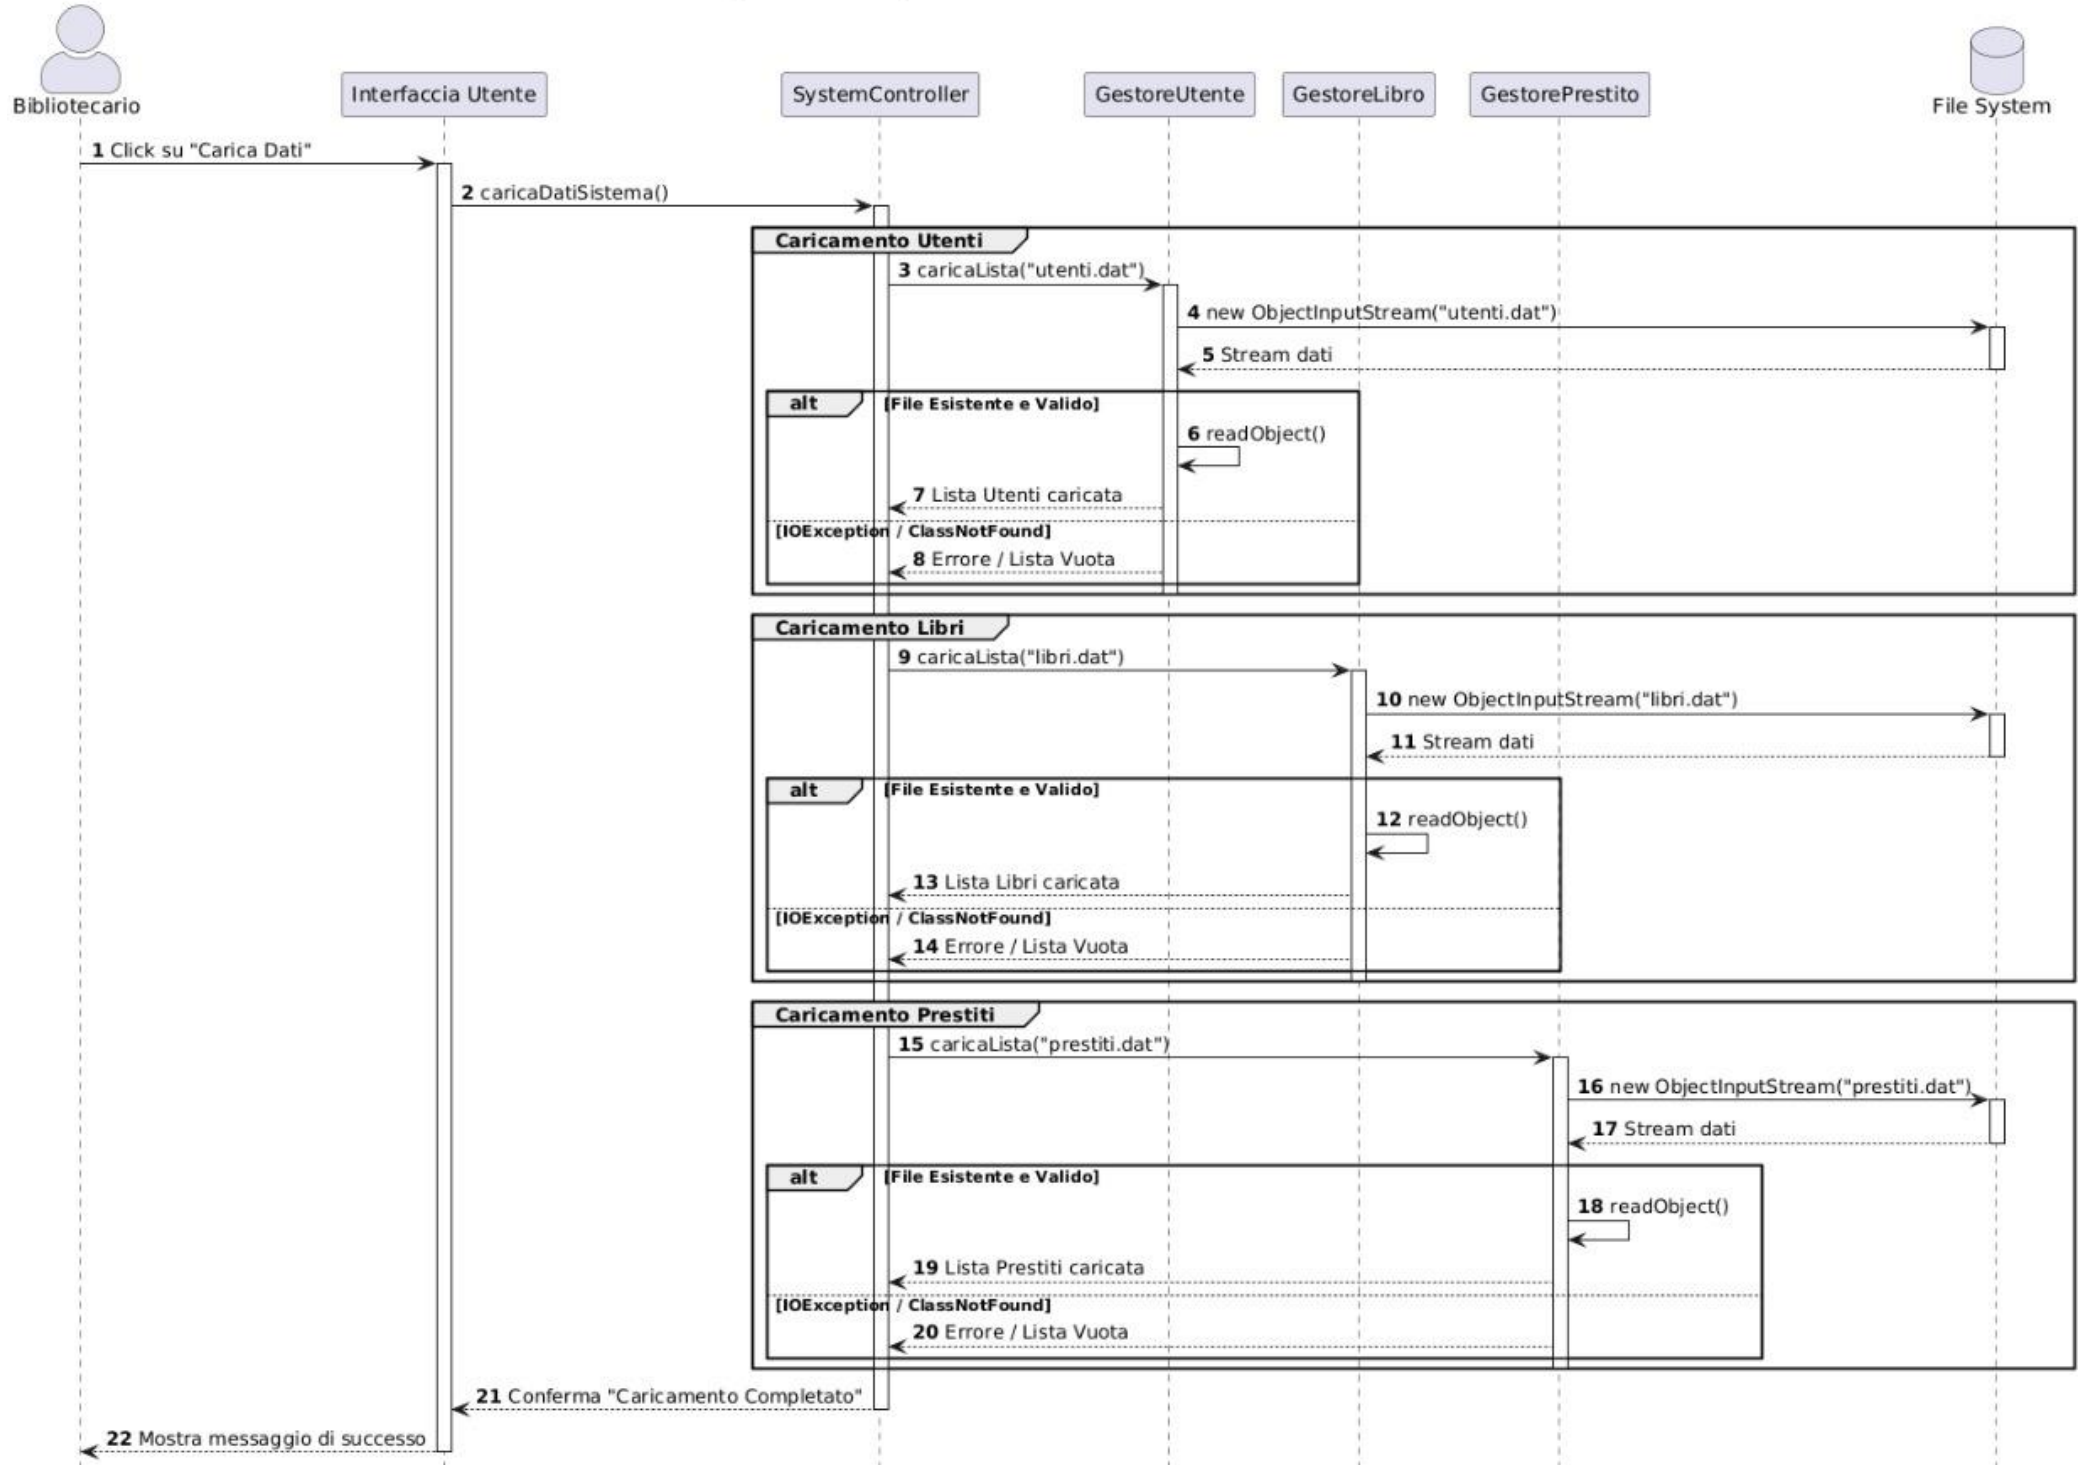 Bibliotecario
Interfaccia Utente
SystemController
GestoreUtente
GestoreLibro
GestorePrestito
File System
1 Click su "Carica Dati"
2 caricaDatiSistema()
Caricamento Utenti
3 caricaLista("utenti.dat")
4 new ObjectInputStream("utenti.dat")
5 Stream dati
alt [File Esistente e Valido]
6 readObject()
7 Lista Utenti caricata
[IOException / ClassNotFound]
8 Errore / Lista Vuota
Caricamento Libri
9 caricaLista("libri.dat")
10 new ObjectInputStream("libri.dat")
11 Stream dati
alt [File Esistente e Valido]
12 readObject()
13 Lista Libri caricata
[IOException / ClassNotFound]
14 Errore / Lista Vuota
Caricamento Prestiti
15 caricaLista("prestiti.dat")
16 new ObjectInputStream("prestiti.dat")
17 Stream dati
alt [File Esistente e Valido]
18 readObject()
19 Lista Prestiti caricata
[IOException / ClassNotFound]
20 Errore / Lista Vuota
21 Conferma "Caricamento Completato"
22 Mostra messaggio di successo